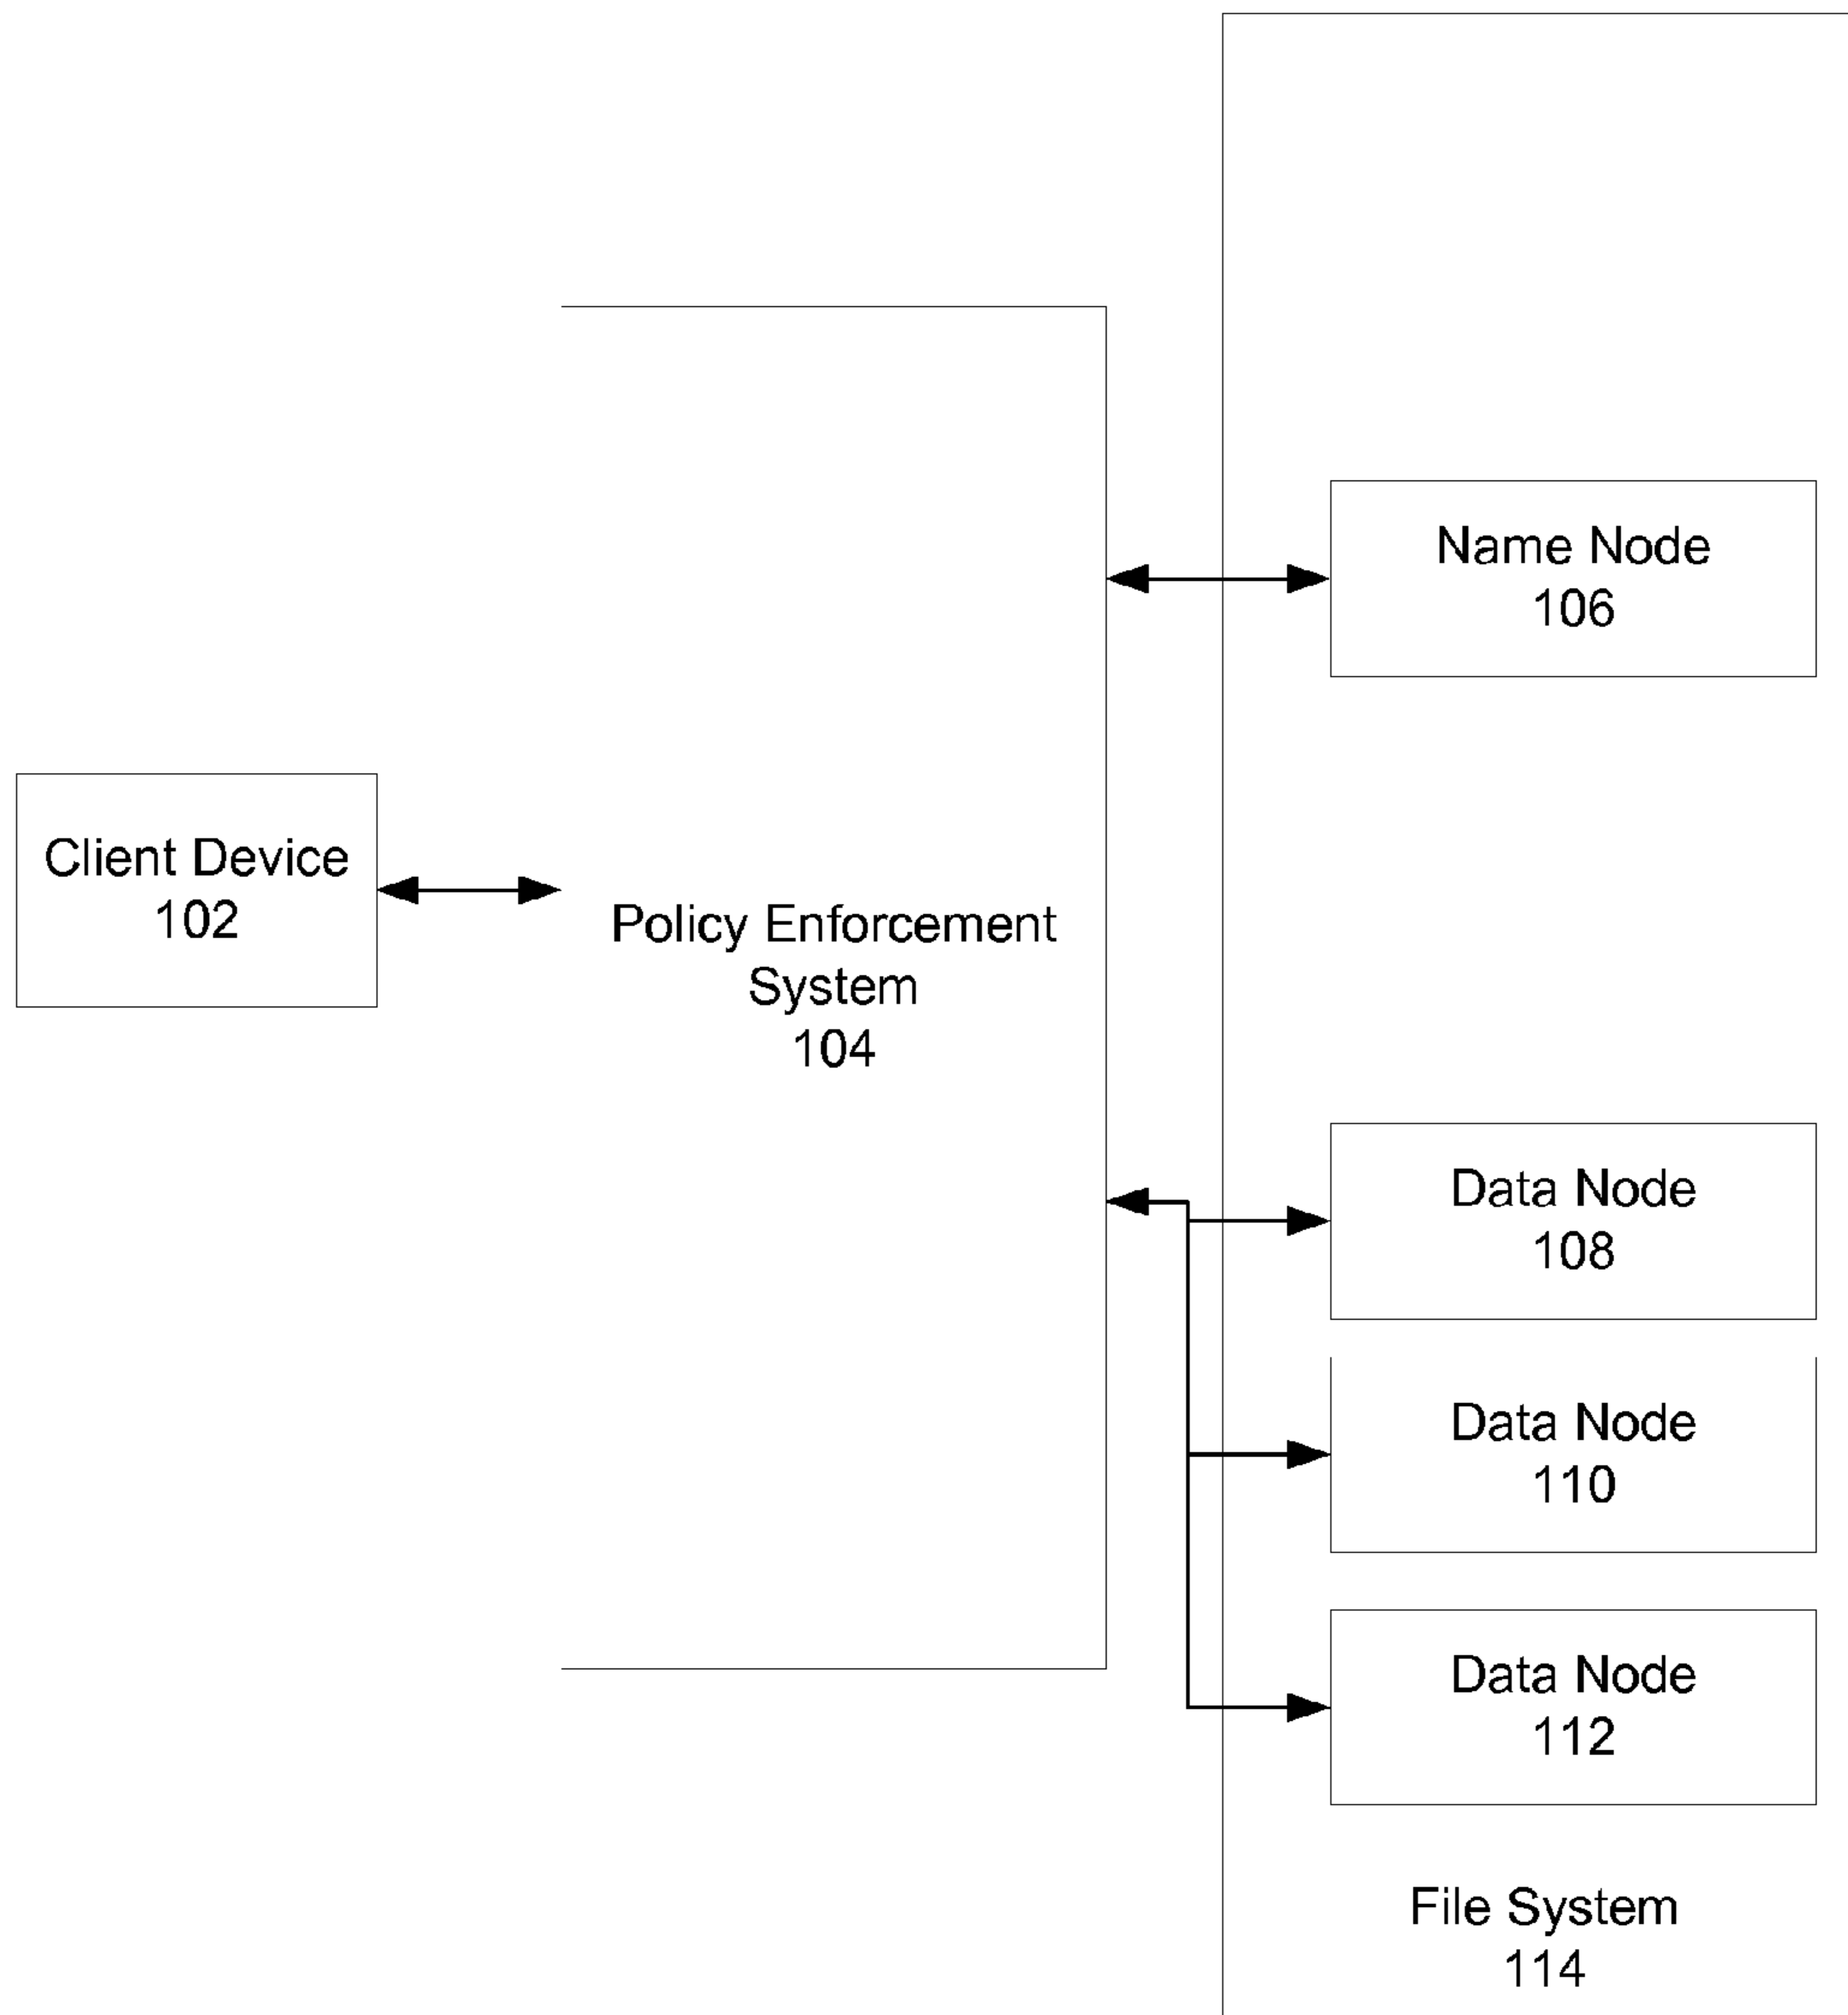 Name Node
106
Client Device
102
Policy Enforcement
System
104
Data Node
108
Data Node
110
Data Node
112
File System
114